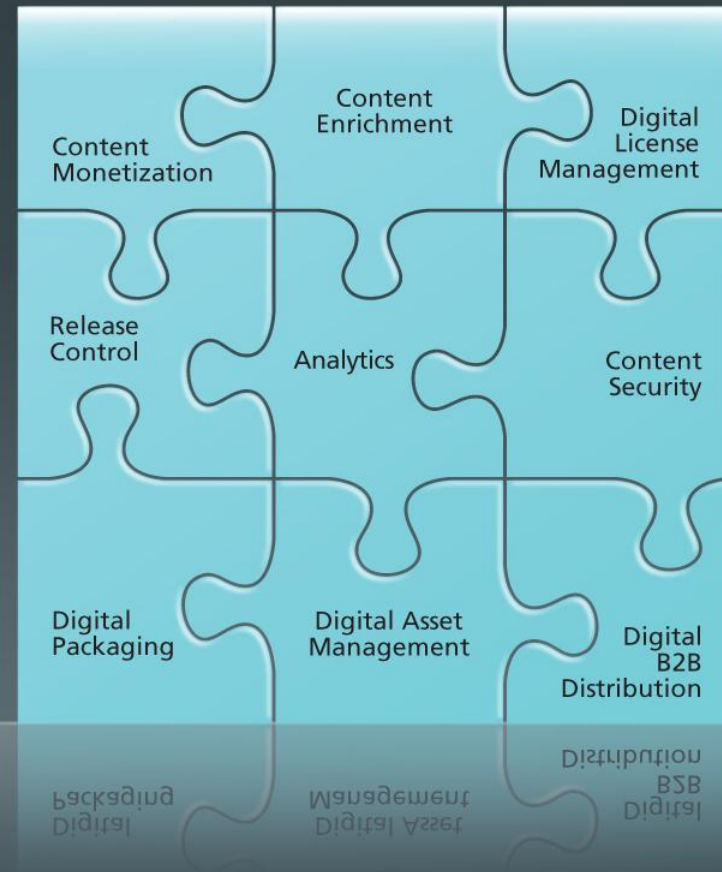 Content
Monetization
Content
Enrichment
Digital
License
Management
Release
Control
Analytics
Content
Security
Digital
Packaging
Digital Asset
Management
Digital
B2B
Distribution